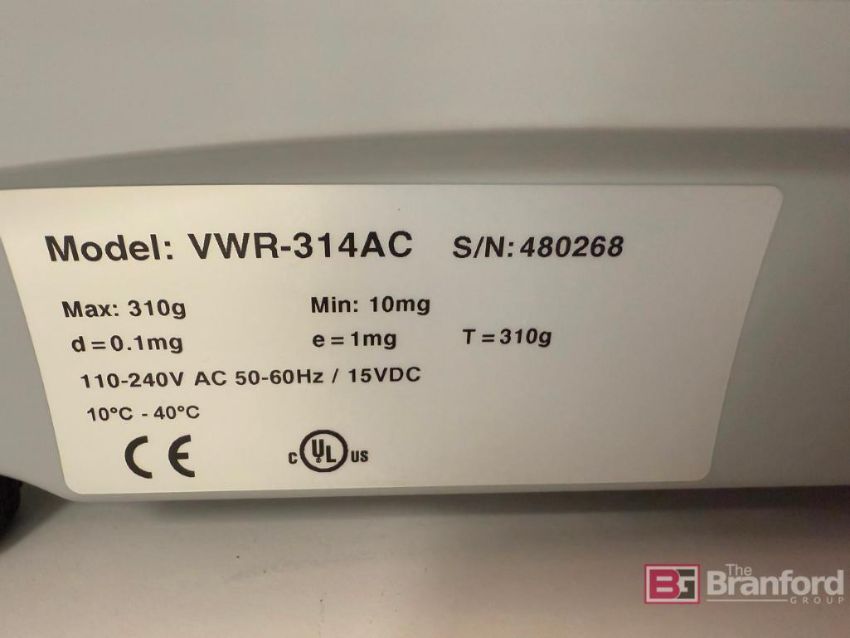 Model: VWR-314AC S/N: 480268
Max: 310g Min: 10mg
d=0.1mg e=1mg T=310g
110-240V AC 50-60Hz / 15VDC
10°C - 40°C
CE c UL us
BG The Branford GROUP